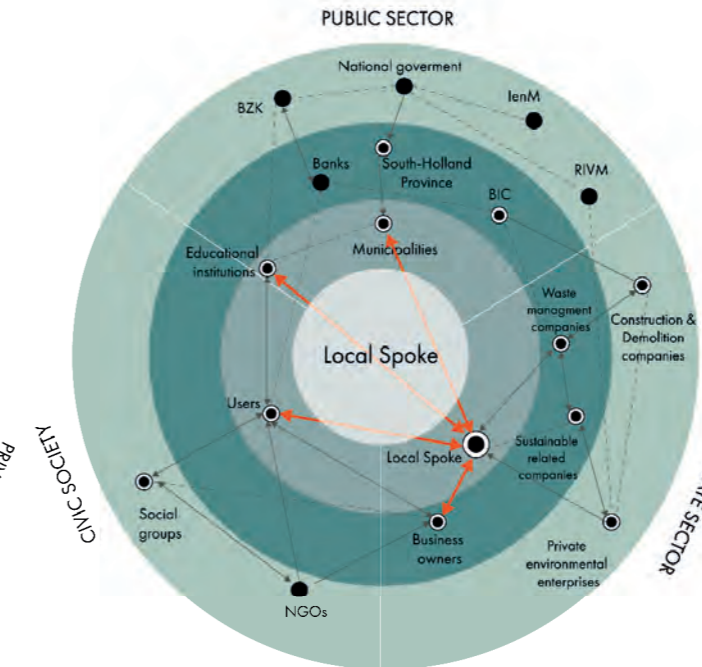 PUBLIC SECTOR
National goverment
BZK
IenM
Banks
South-Holland
Province
RIVM
BIC
Municipalities
Educational
institutions
Waste
managment
companies
Construction &
Demolition
companies
Local Spoke
Users
Local Spoke
Sustainable
related
companies
CIVIC SOCIETY
PRIV
ATE SECTOR
Social
groups
Business
owners
Private
environmental
enterprises
NGOs